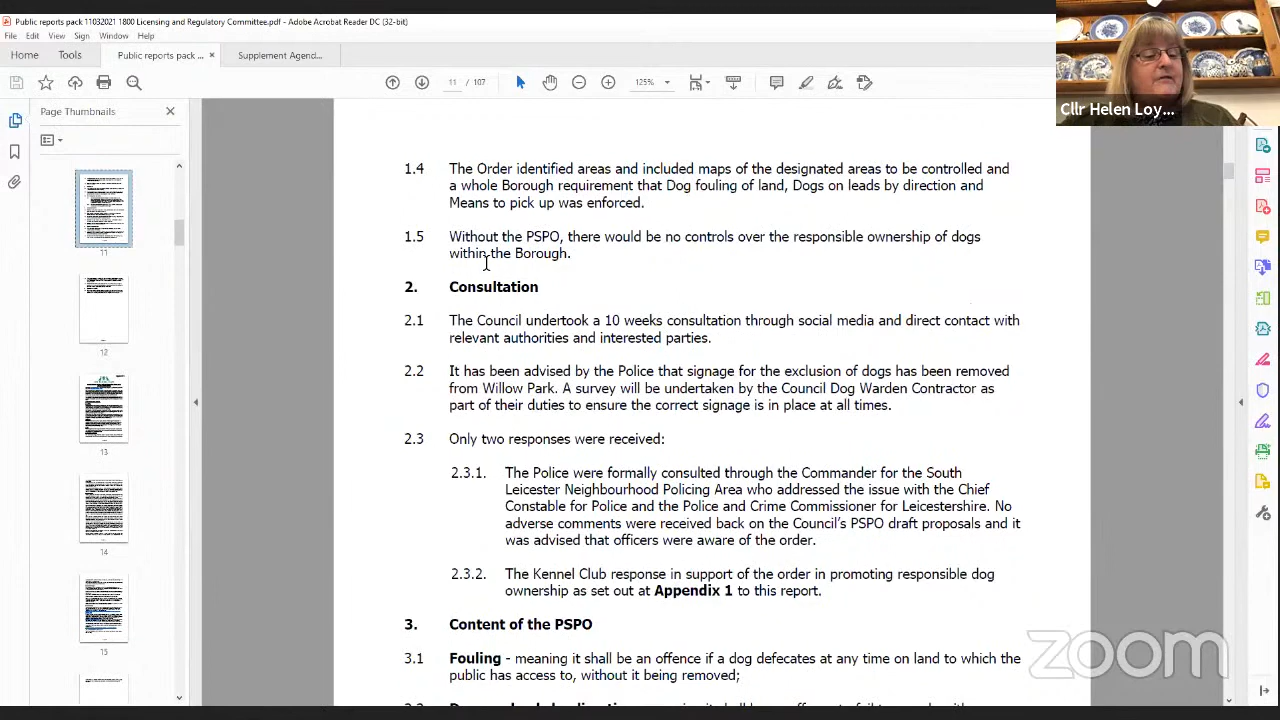 Public reports pack 11032021 1800 Licensing and Regulatory Committee.pdf - Adobe Acrobat Reader DC (32-bit)
File Edit View Sign Window Help
Home Tools Public reports pack ... × Supplement Agend...
11 / 107 125%
Page Thumbnails
11
12
13
14
15
1.4 The Order identified areas and included maps of the designated areas to be controlled and
a whole Borough requirement that Dog fouling of land, Dogs on leads by direction and
Means to pick up was enforced.
1.5 Without the PSPO, there would be no controls over the responsible ownership of dogs
within the Borough.
2. Consultation
2.1 The Council undertook a 10 weeks consultation through social media and direct contact with
relevant authorities and interested parties.
2.2 It has been advised by the Police that signage for the exclusion of dogs has been removed
from Willow Park. A survey will be undertaken by the Council Dog Warden Contractor as
part of their duties to ensure the correct signage is in place at all times.
2.3 Only two responses were received:
2.3.1. The Police were formally consulted through the Commander for the South
Leicester Neighbourhood Policing Area who addressed the issue with the Chief
Constable for Police and the Police and Crime Commissioner for Leicestershire. No
adverse comments were received back on the Council's PSPO draft proposals and it
was advised that officers were aware of the order.
2.3.2. The Kennel Club response in support of the order in promoting responsible dog
ownership as set out at Appendix 1 to this report.
3. Content of the PSPO
3.1 Fouling - meaning it shall be an offence if a dog defecates at any time on land to which the
public has access to, without it being removed;
Cllr Helen Loy...
zoom